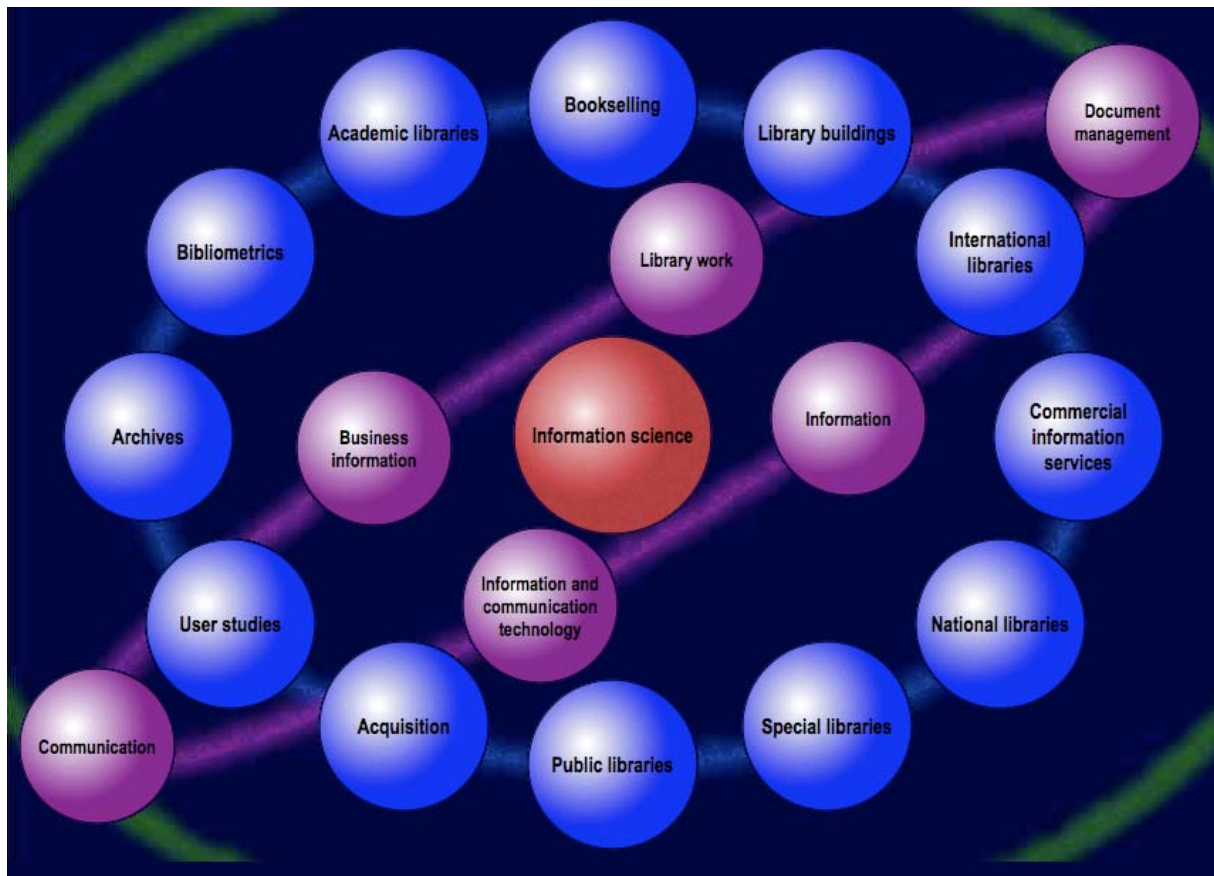 Bookselling
Academic libraries
Library buildings
Document
management
Bibliometrics
Library work
International
libraries
Archives
Business
information
Information science
Information
Commercial
information
services
User studies
Information and
communication
technology
National libraries
Communication
Acquisition
Public libraries
Special libraries